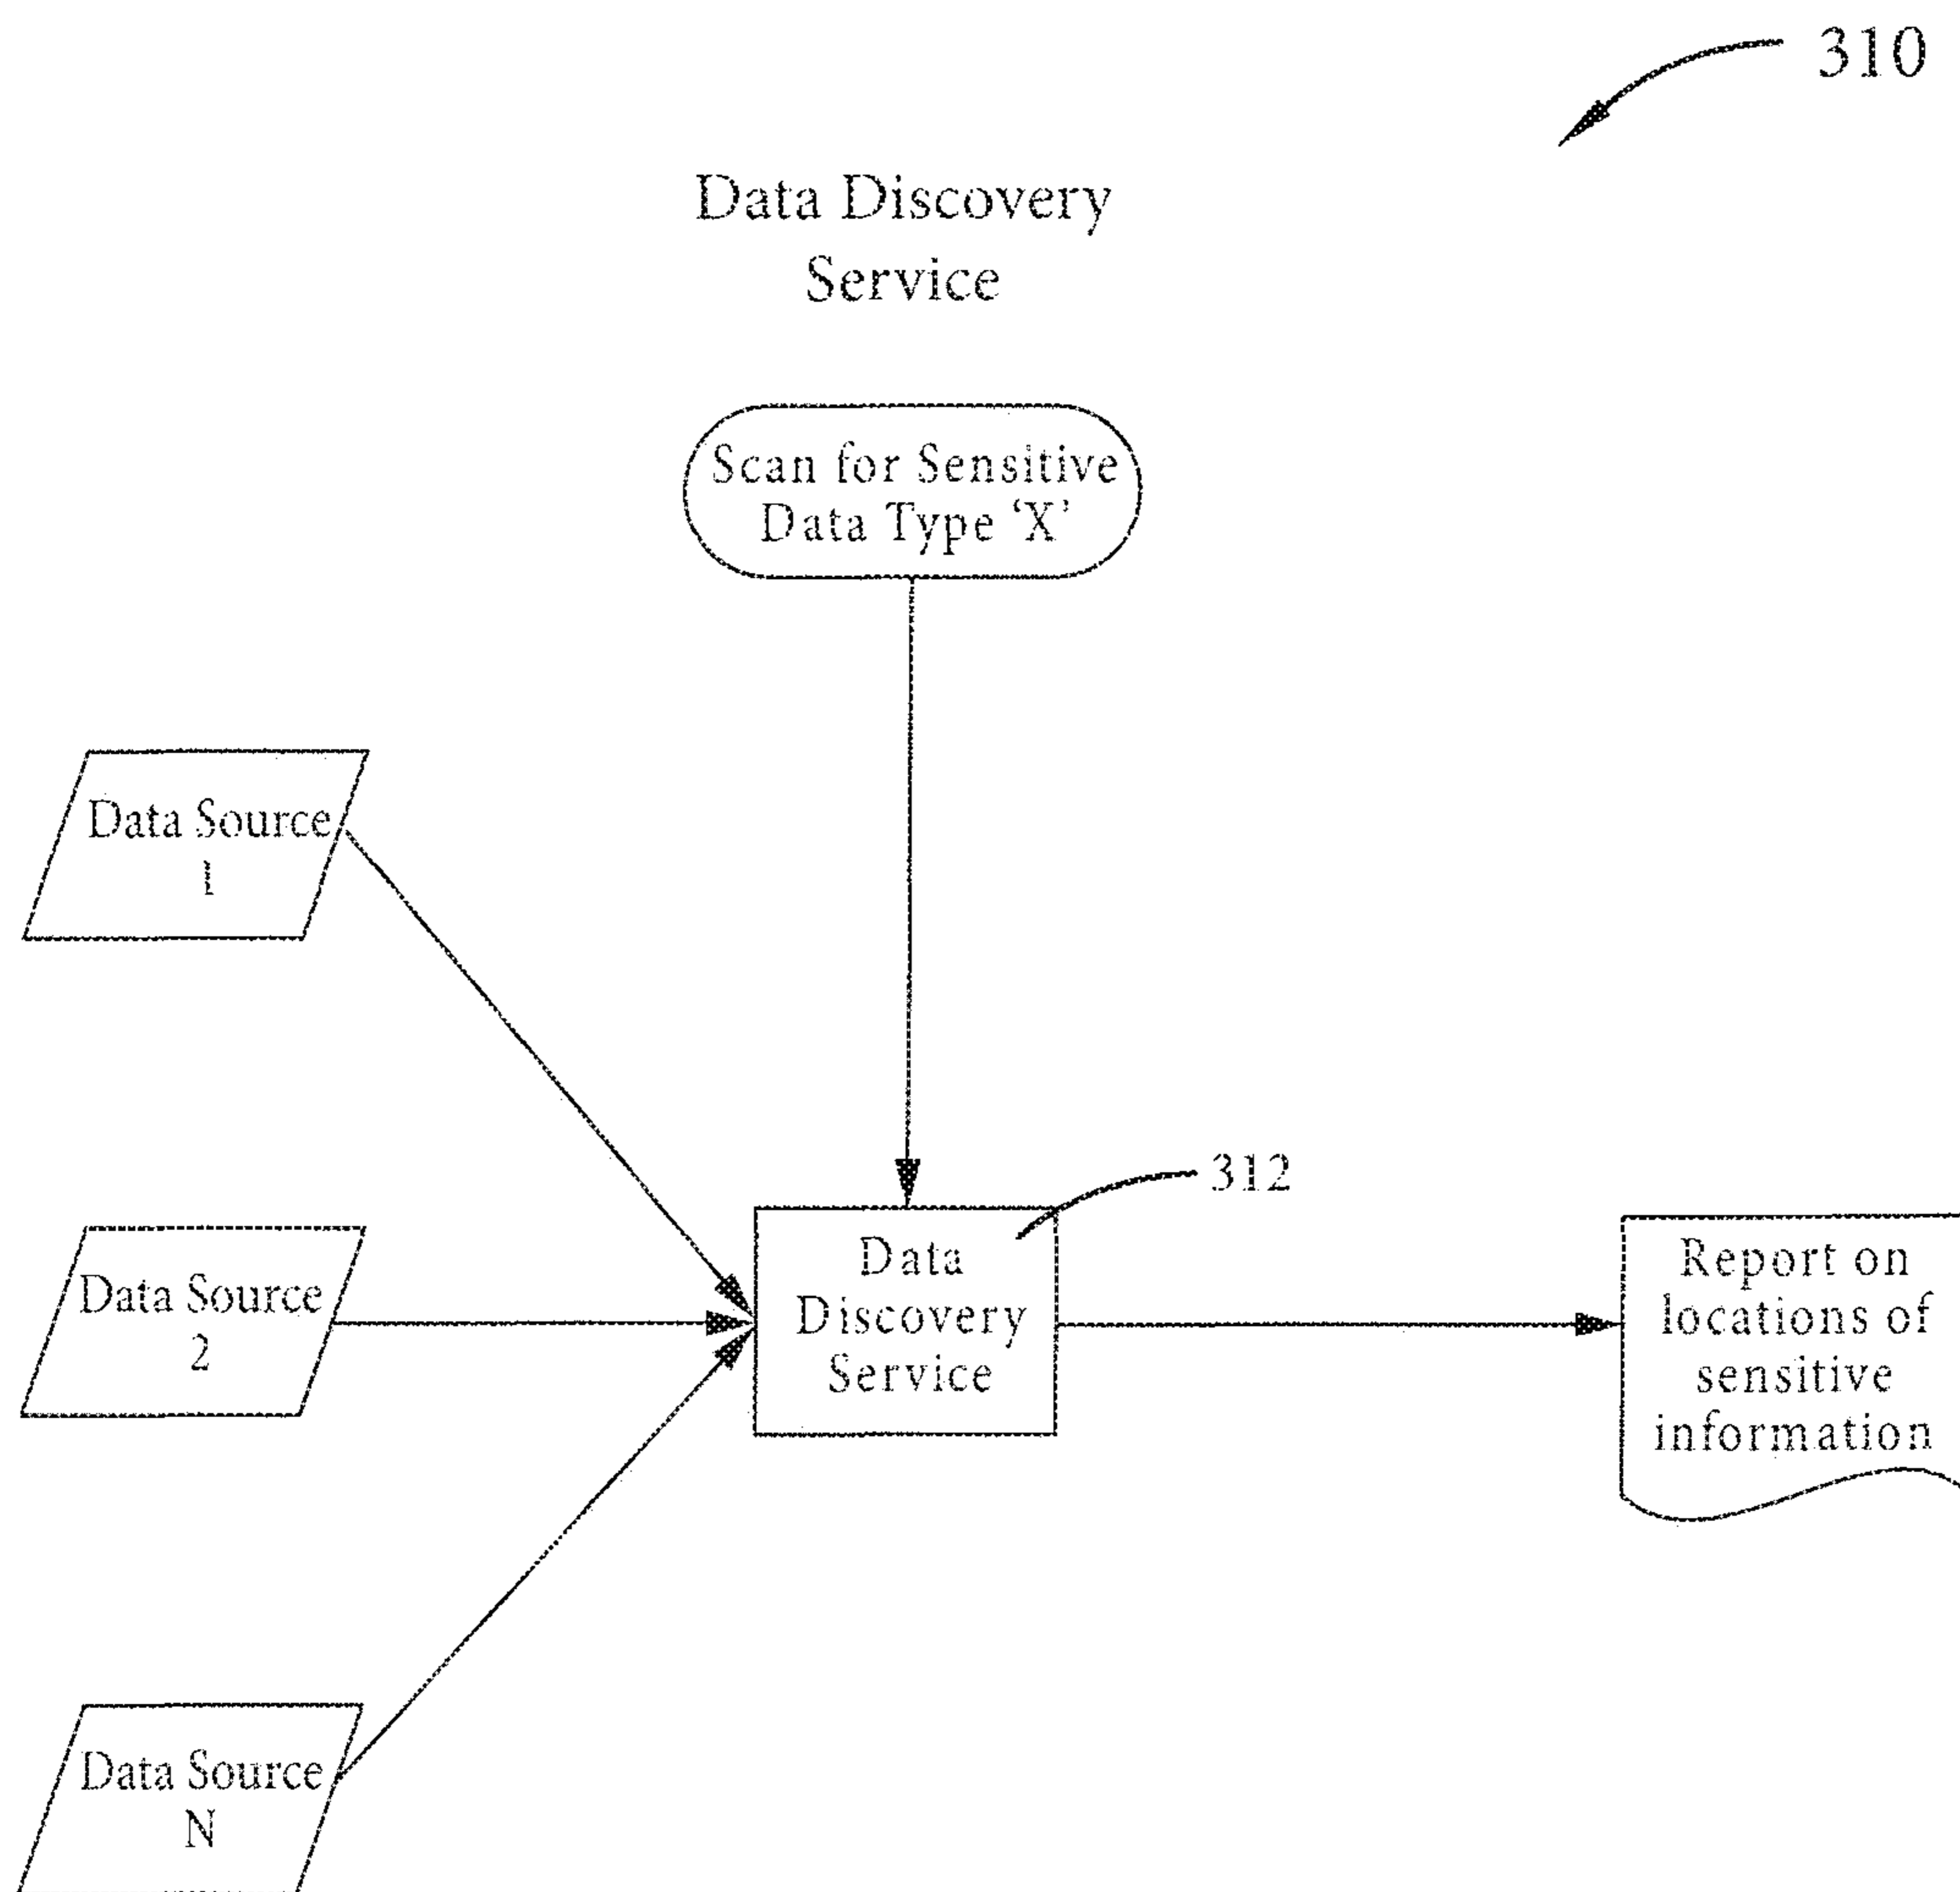 310
Data Discovery
Service
Scan for Sensitive
Data Type ‘X’
Data Source
1
312
Data Source
2
Data
Discovery
Service
Report on
locations of
sensitive
information
Data Source
N